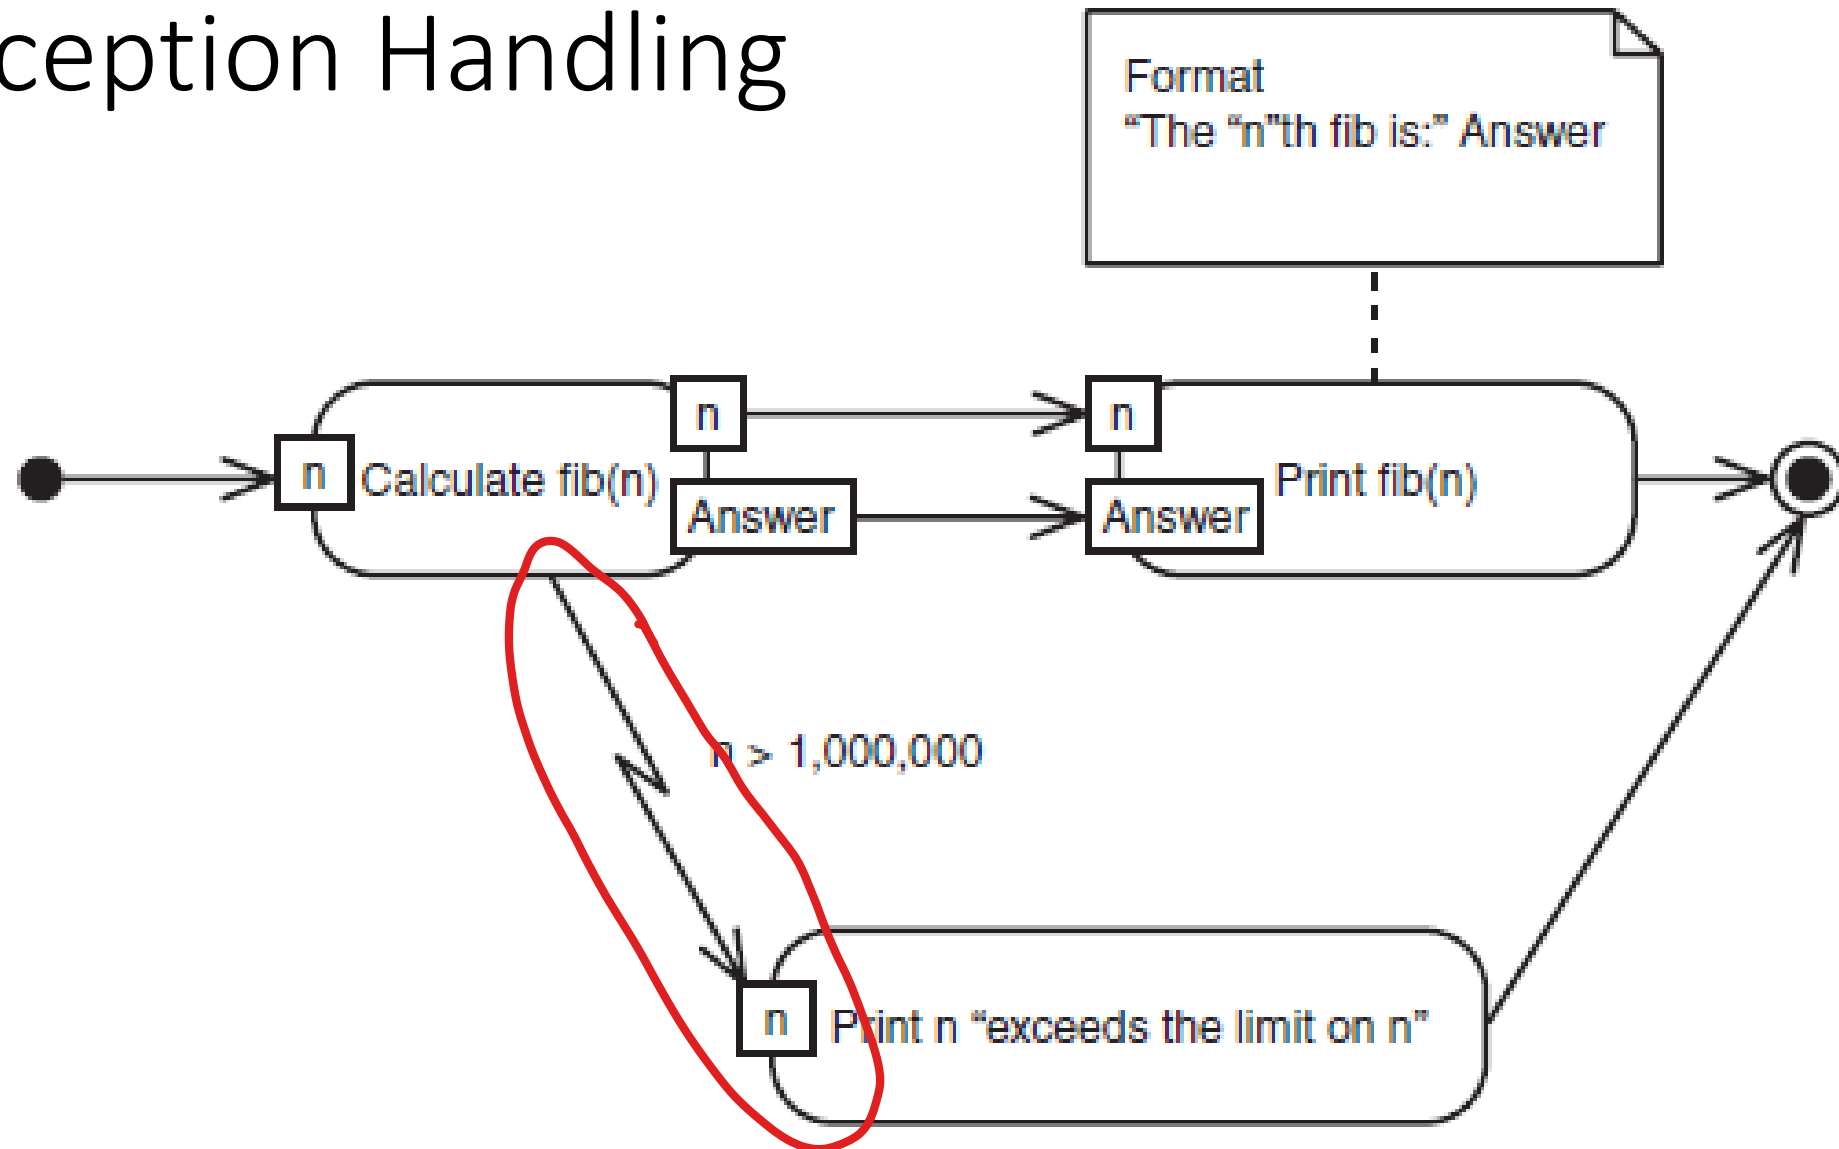 ception Handling
Format
“The “n”th fib is:” Answer
n
n
n
Calculate fib(n)
Print fib(n)
Answer
Answer
n > 1,000,000
n
Print n “exceeds the limit on n”